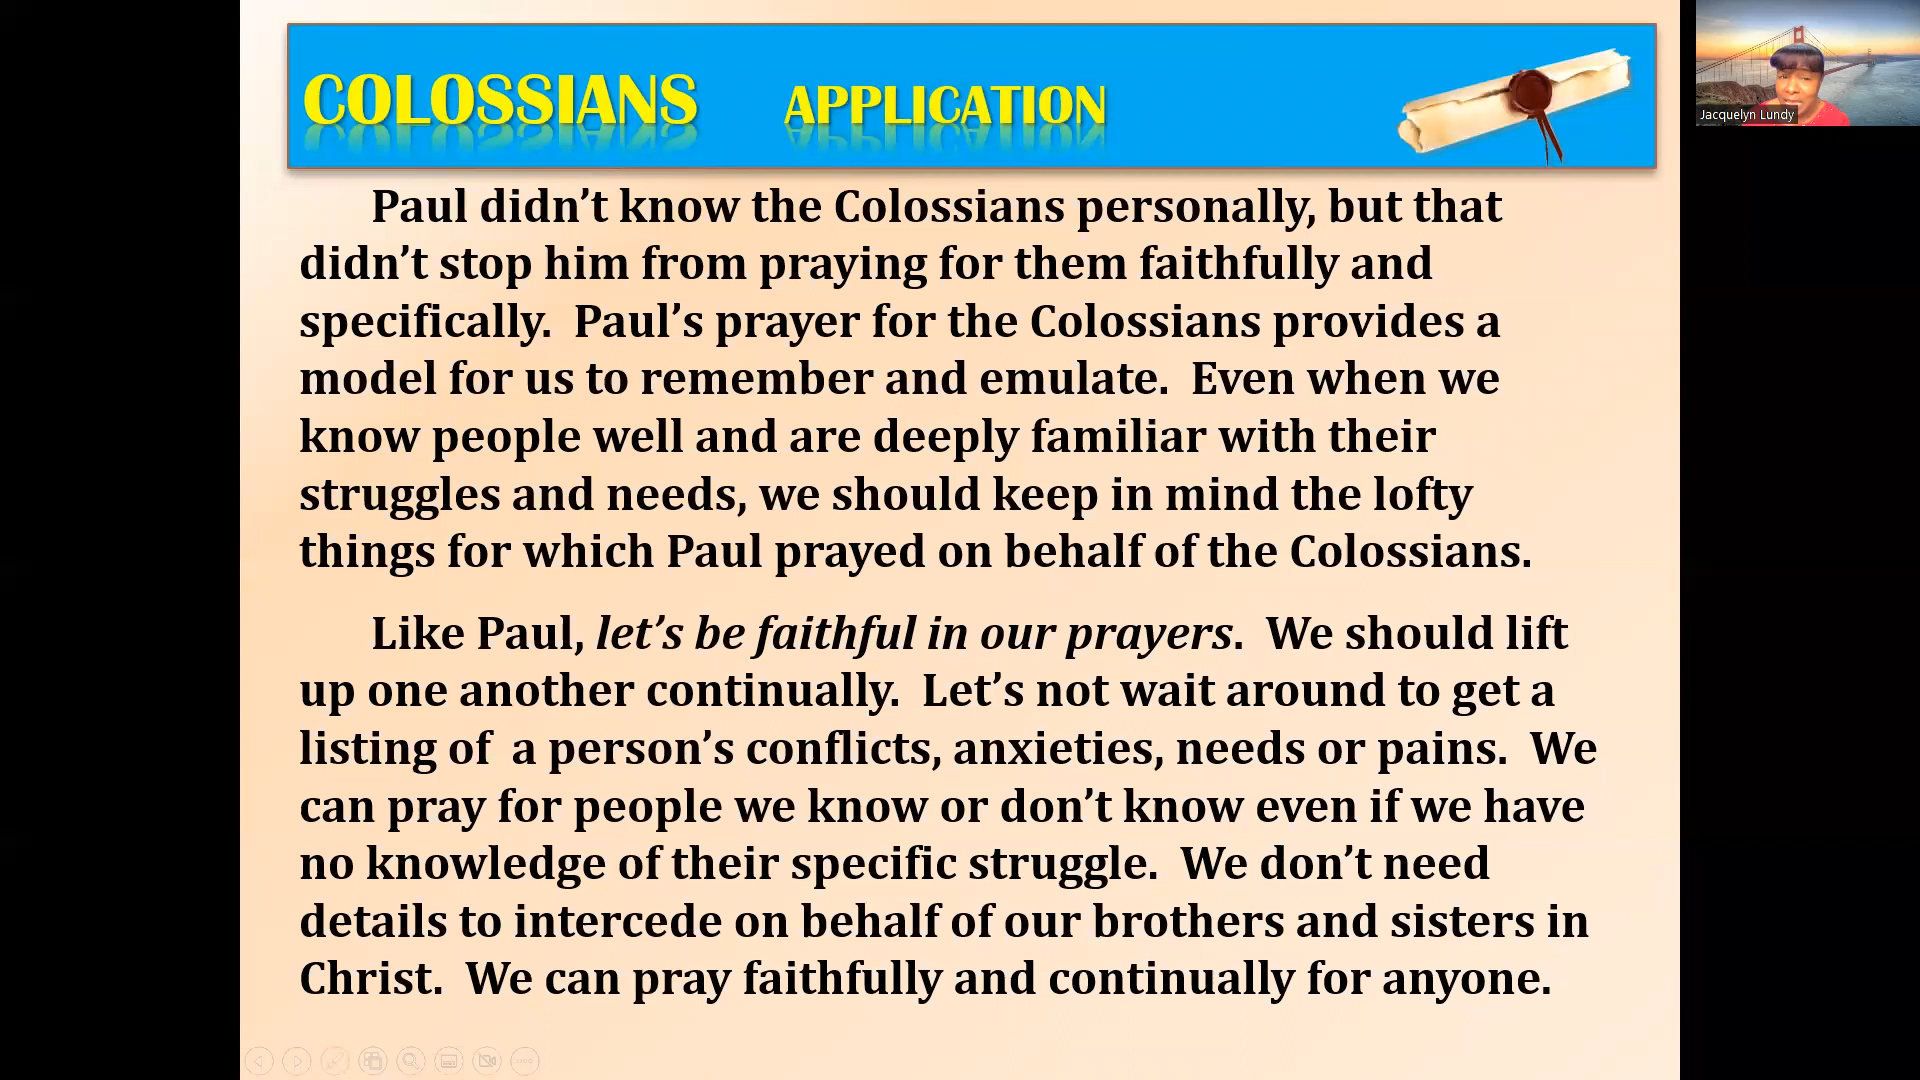 COLOSSIANS APPLICATION
Jacquelyn Lundy
Paul didn’t know the Colossians personally, but that
didn’t stop him from praying for them faithfully and
specifically.  Paul’s prayer for the Colossians provides a
model for us to remember and emulate.  Even when we
know people well and are deeply familiar with their
struggles and needs, we should keep in mind the lofty
things for which Paul prayed on behalf of the Colossians.
Like Paul, let’s be faithful in our prayers.  We should lift
up one another continually.  Let’s not wait around to get a
listing of  a person’s conflicts, anxieties, needs or pains.  We
can pray for people we know or don’t know even if we have
no knowledge of their specific struggle.  We don’t need
details to intercede on behalf of our brothers and sisters in
Christ.  We can pray faithfully and continually for anyone.